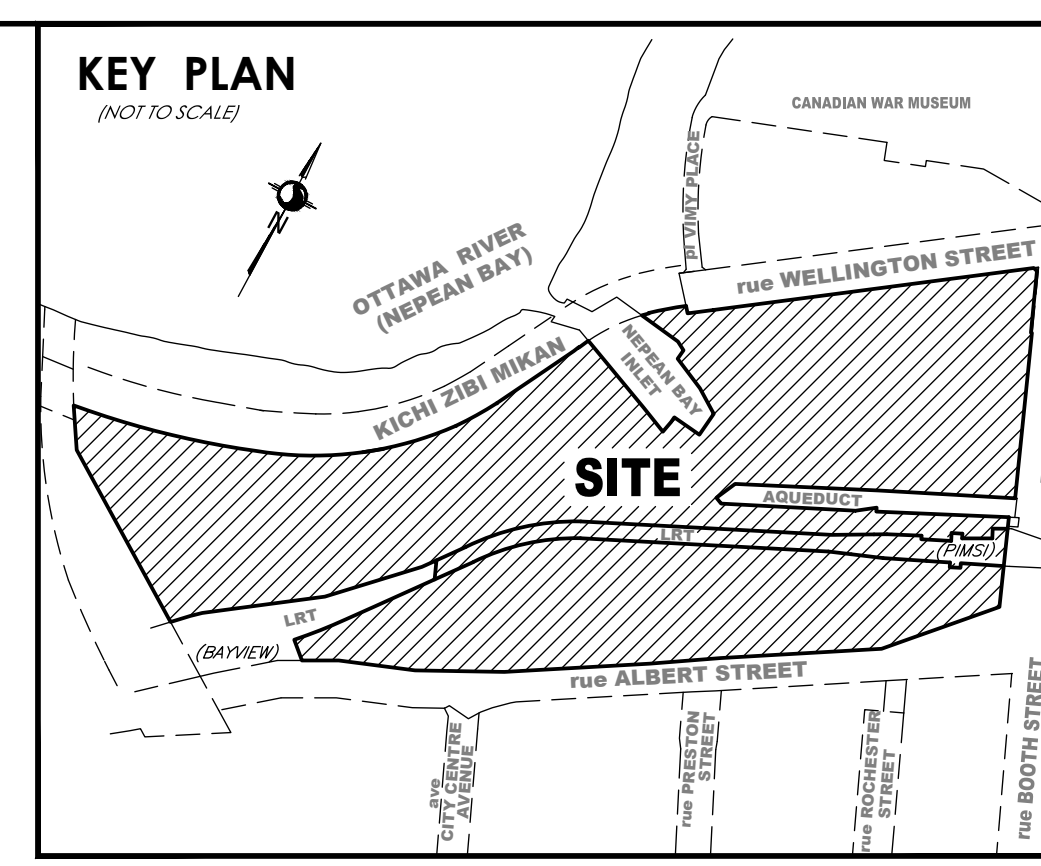 KEY PLAN
(NOT TO SCALE)
N
CANADIAN WAR MUSEUM
pl VIMY PLACE
OTTAWA RIVER
(NEPEAN BAY)
rue WELLINGTON STREET
KICHI ZIBI MIKAN
NEPEAN BAY
INLET
SITE
AQUEDUCT
LRT
(PIMSI)
LRT
(BAYVIEW)
rue ALBERT STREET
ave
CITY CENTRE
AVENUE
rue PRESTON
STREET
rue ROCHESTER
STREET
rue BOOTH STREET